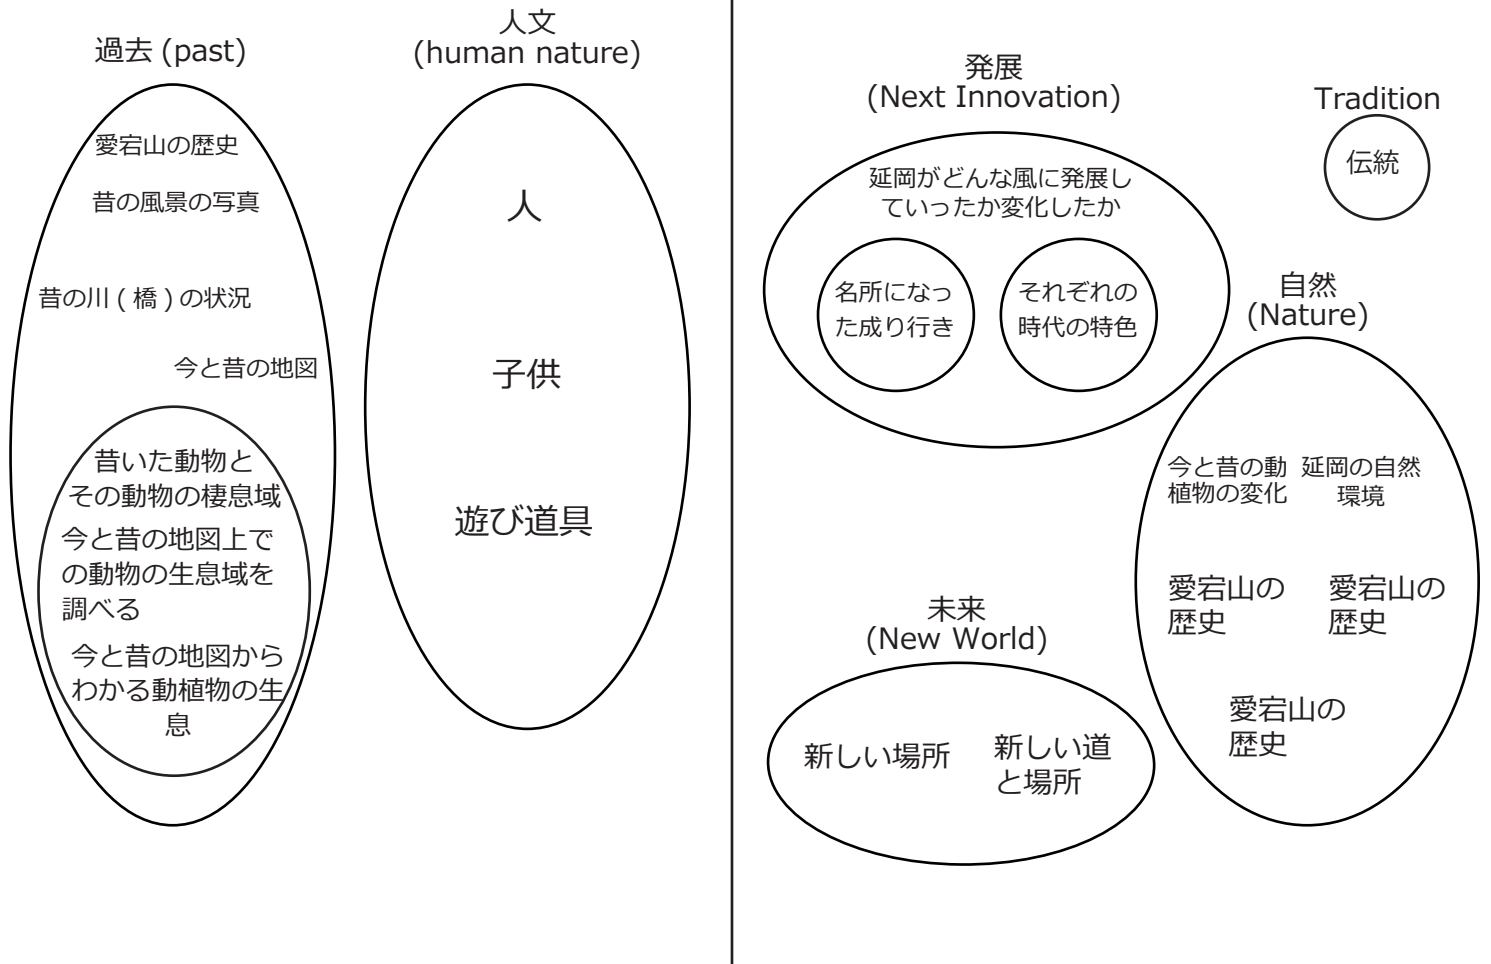 過去 (past)
愛宕山の歴史
昔の風景の写真
昔の川 ( 橋 ) の状況
今と昔の地図
昔いた動物と
その動物の棲息域
今と昔の地図上で
の動物の生息域を
調べる
今と昔の地図から
わかる動植物の生
息
人文
(human nature)
人
子供
遊び道具
発展
(Next Innovation)
延岡がどんな風に発展し
ていったか変化したか
名所になっ
た成り行き
それぞれの
時代の特色
Tradition
伝統
自然
(Nature)
今と昔の動
植物の変化
延岡の自然
環境
愛宕山の
歴史
愛宕山の
歴史
愛宕山の
歴史
未来
(New World)
新しい場所
新しい道
と場所